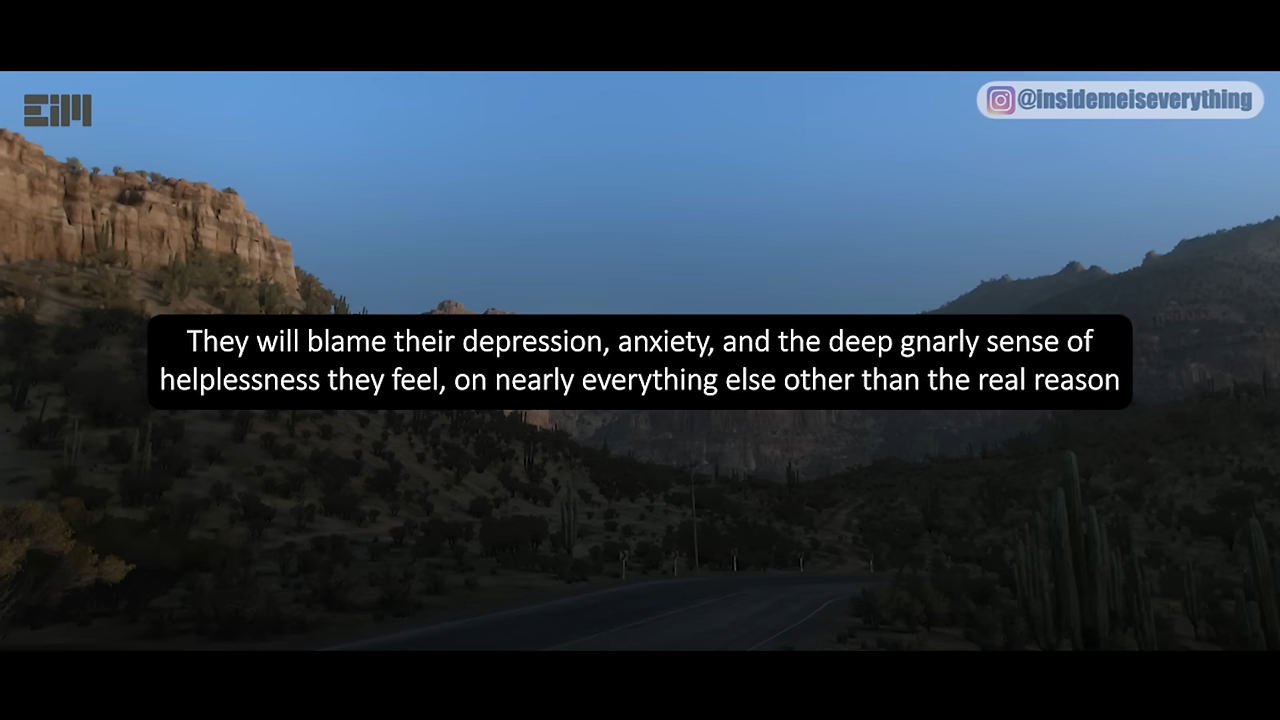 EiM
@insidemeiseverything
They will blame their depression, anxiety, and the deep gnarly sense of
helplessness they feel, on nearly everything else other than the real reason